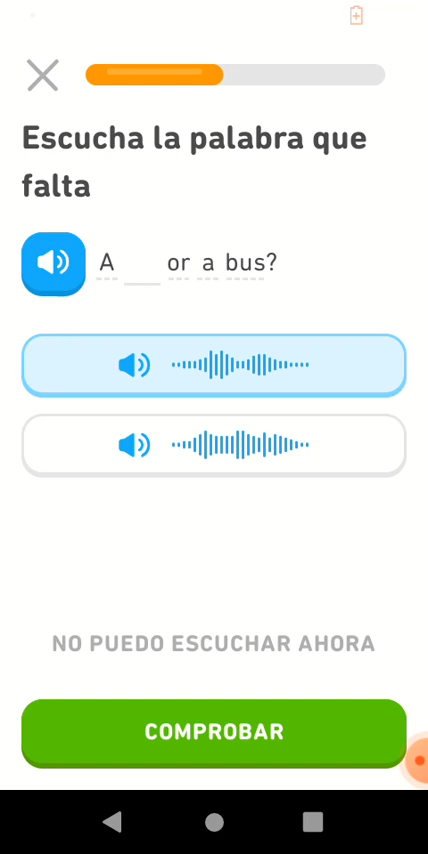 Escucha la palabra que
falta
A ___ or a bus?
NO PUEDO ESCUCHAR AHORA
COMPROBAR